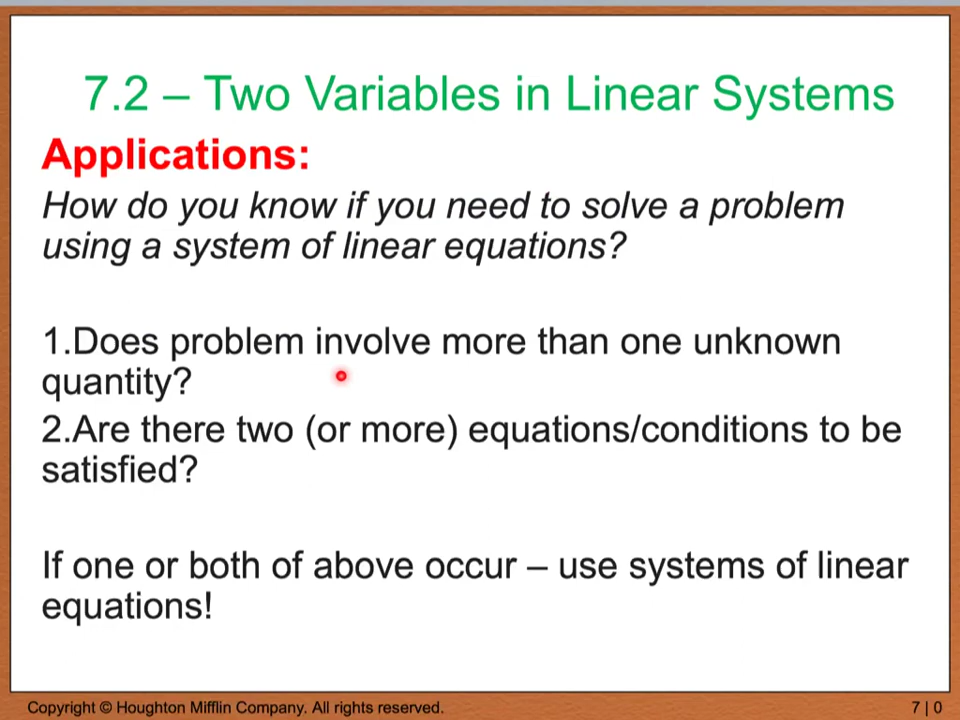 7.2 – Two Variables in Linear Systems
Applications:
How do you know if you need to solve a problem
using a system of linear equations?
1.Does problem involve more than one unknown
quantity?
2.Are there two (or more) equations/conditions to be
satisfied?
If one or both of above occur – use systems of linear
equations!
Copyright © Houghton Mifflin Company. All rights reserved.
7 | 0